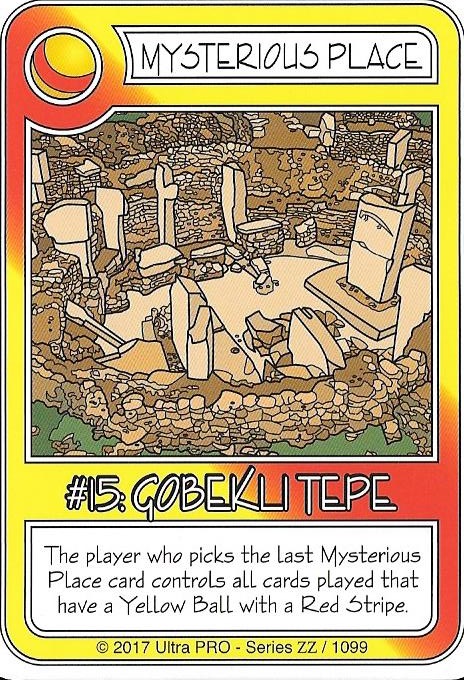 MYSTERIOUS PLACE
#15: GOBEKLI TEPE
The player who picks the last Mysterious
Place card controls all cards played that
have a Yellow Ball with a Red Stripe.
© 2017 Ultra PRO - Series ZZ / 1099